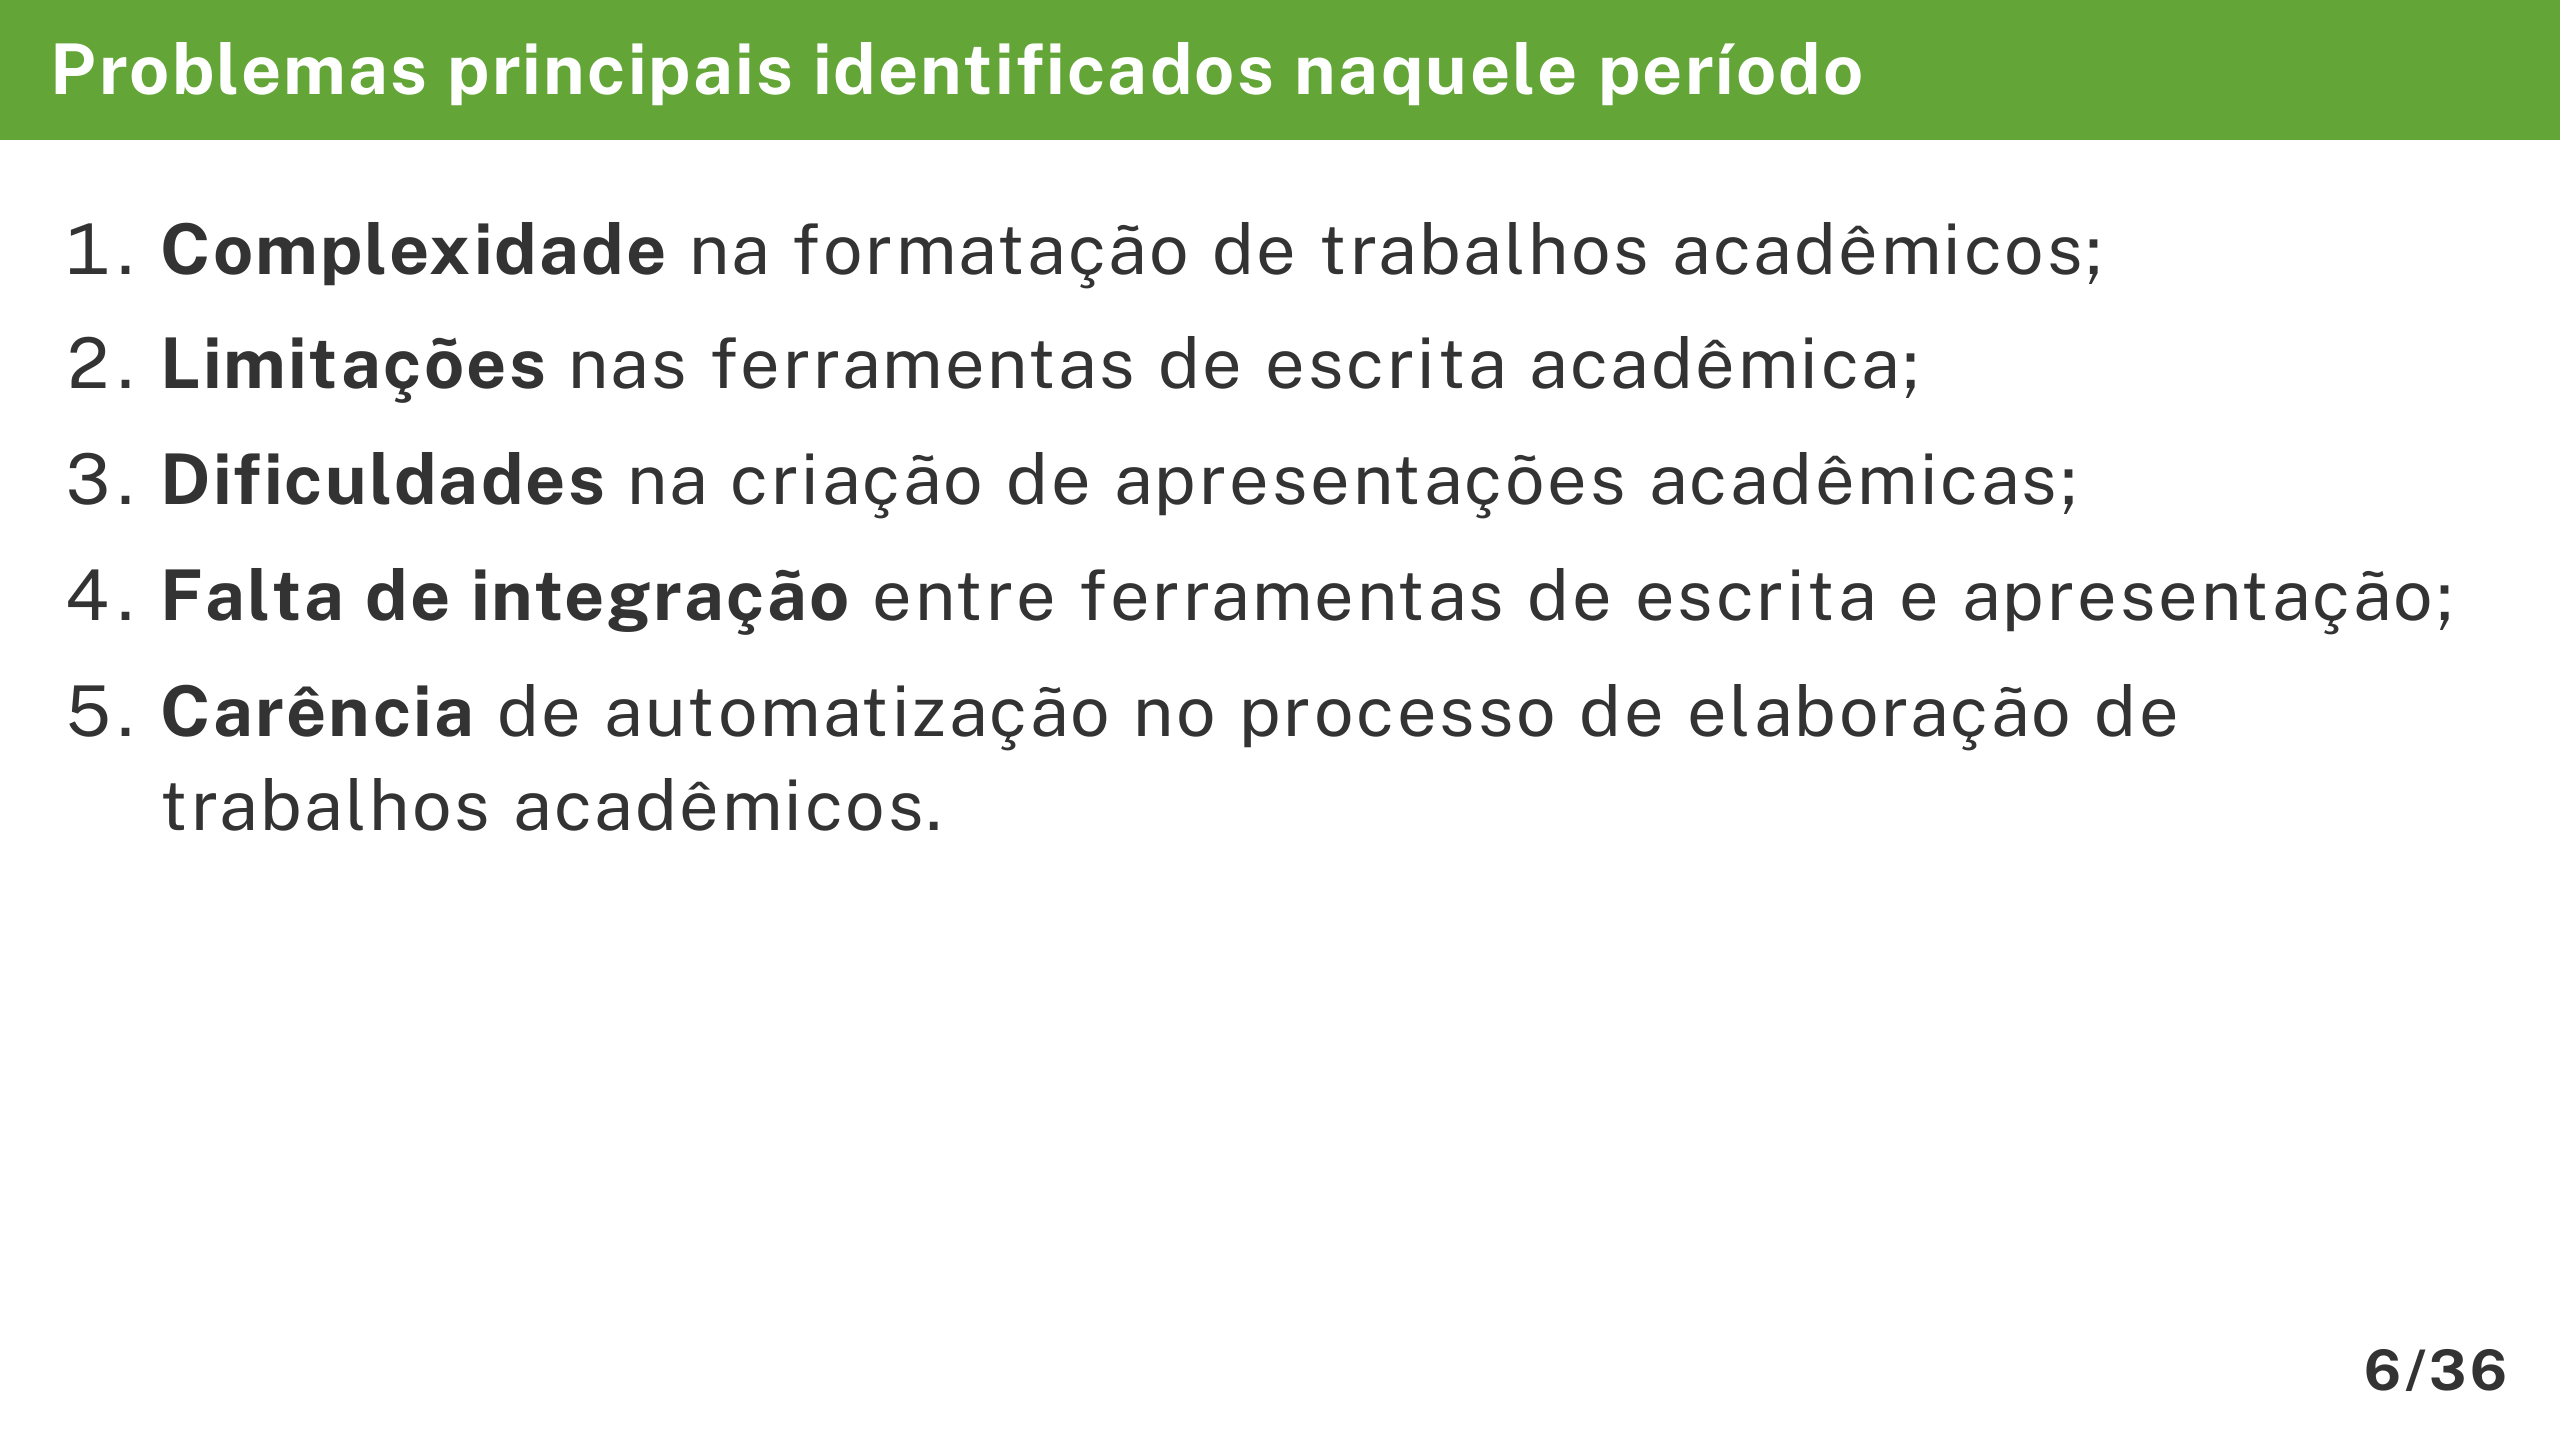 Problemas principais identificados naquele período
1. Complexidade na formatação de trabalhos acadêmicos;
2. Limitações nas ferramentas de escrita acadêmica;
3. Dificuldades na criação de apresentações acadêmicas;
4. Falta de integração entre ferramentas de escrita e apresentação;
5. Carência de automatização no processo de elaboração de
trabalhos acadêmicos.
6/36